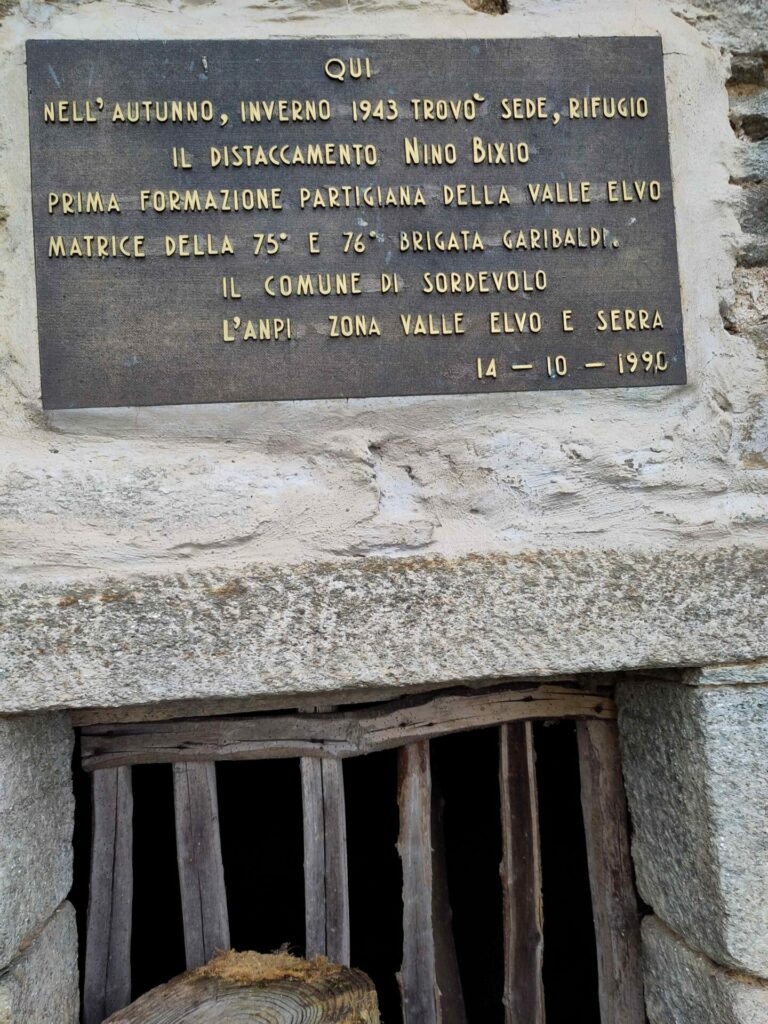 QUI
NELL'AUTUNNO, INVERNO 1943 TROVÒ SEDE, RIFUGIO
IL DISTACCAMENTO NINO BIXIO
PRIMA FORMAZIONE PARTIGIANA DELLA VALLE ELVO
MATRICE DELLA 75° E 76° BRIGATA GARIBALDI.
IL COMUNE DI SORDEVOLO
L'ANPI ZONA VALLE ELVO E SERRA
14 – 10 – 1990